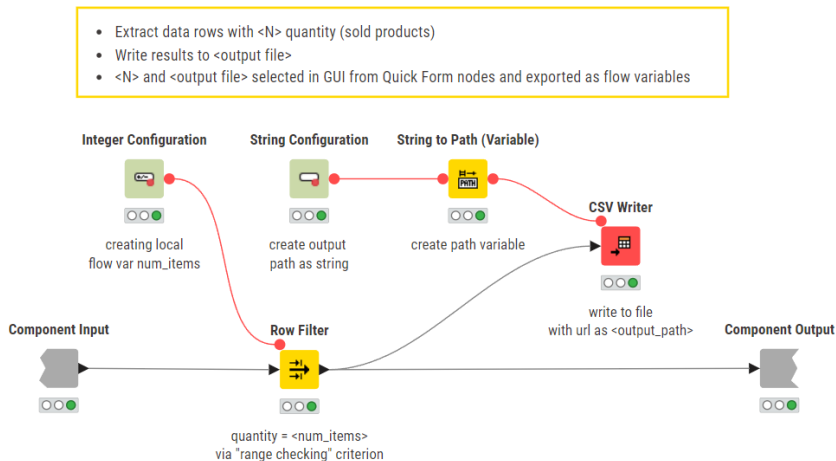 Extract data rows with <N> quantity (sold products)
Write results to <output file>
<N> and <output file> selected in GUI from Quick Form nodes and exported as flow variables
Integer Configuration
String Configuration
String to Path (Variable)
PATH
CSV Writer
creating local
flow var num_items
create output
path as string
create path variable
write to file
with url as <output_path>
Component Input
Row Filter
Component Output
quantity = <num_items>
via "range checking" criterion